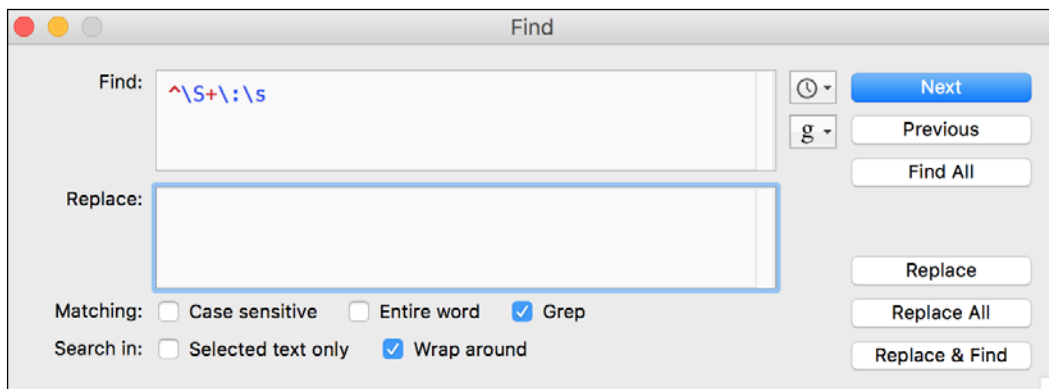 Find
Find: ^\S+\:\s Next
g Previous
Find All
Replace:
Replace
Matching: Case sensitive Entire word Grep Replace All
Search in: Selected text only Wrap around Replace & Find